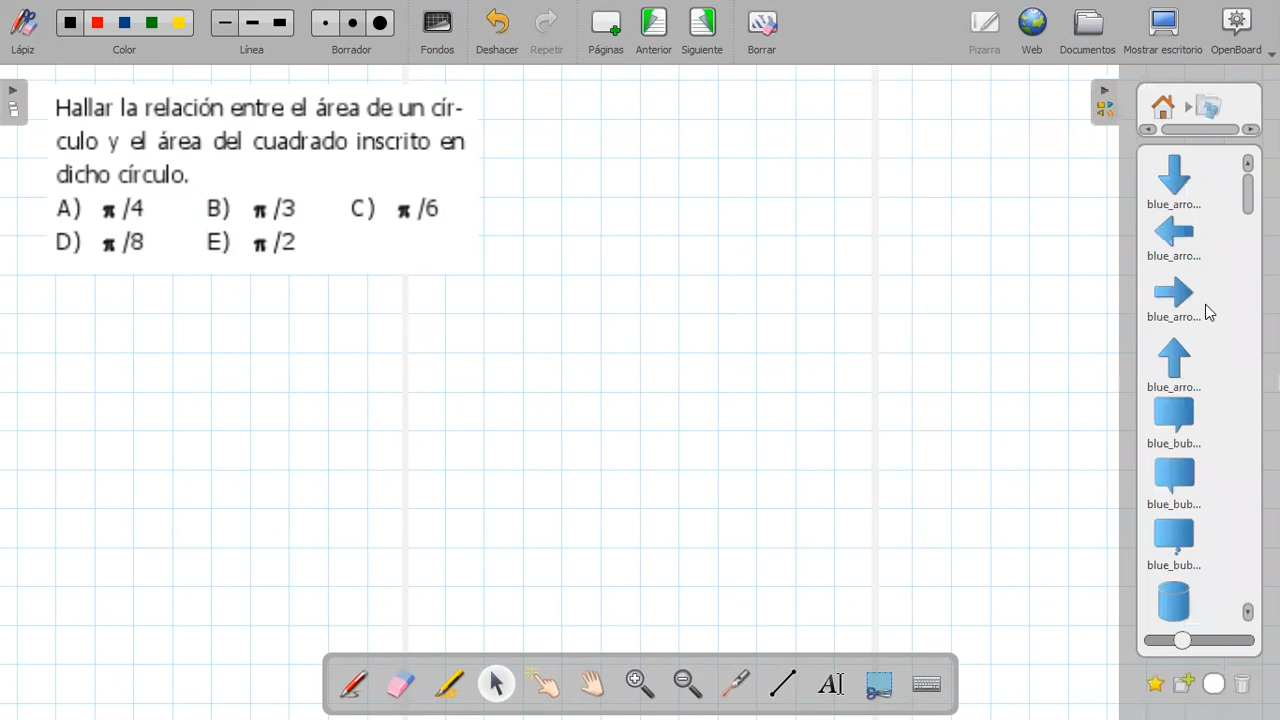 Lápiz
Color
Línea
Borrador
Fondos
Deshacer
Repetir
Páginas
Anterior
Siguiente
Borrar
Pizarra
Web
Documentos
Mostrar escritorio
OpenBoard
Hallar la relación entre el área de un cír-
culo y el área del cuadrado inscrito en
dicho círculo.
A) π /4 B) π /3 C) π /6
D) π /8 E) π /2
blue_arro...
blue_arro...
blue_arro...
blue_arro...
blue_bub...
blue_bub...
blue_bub...
AI